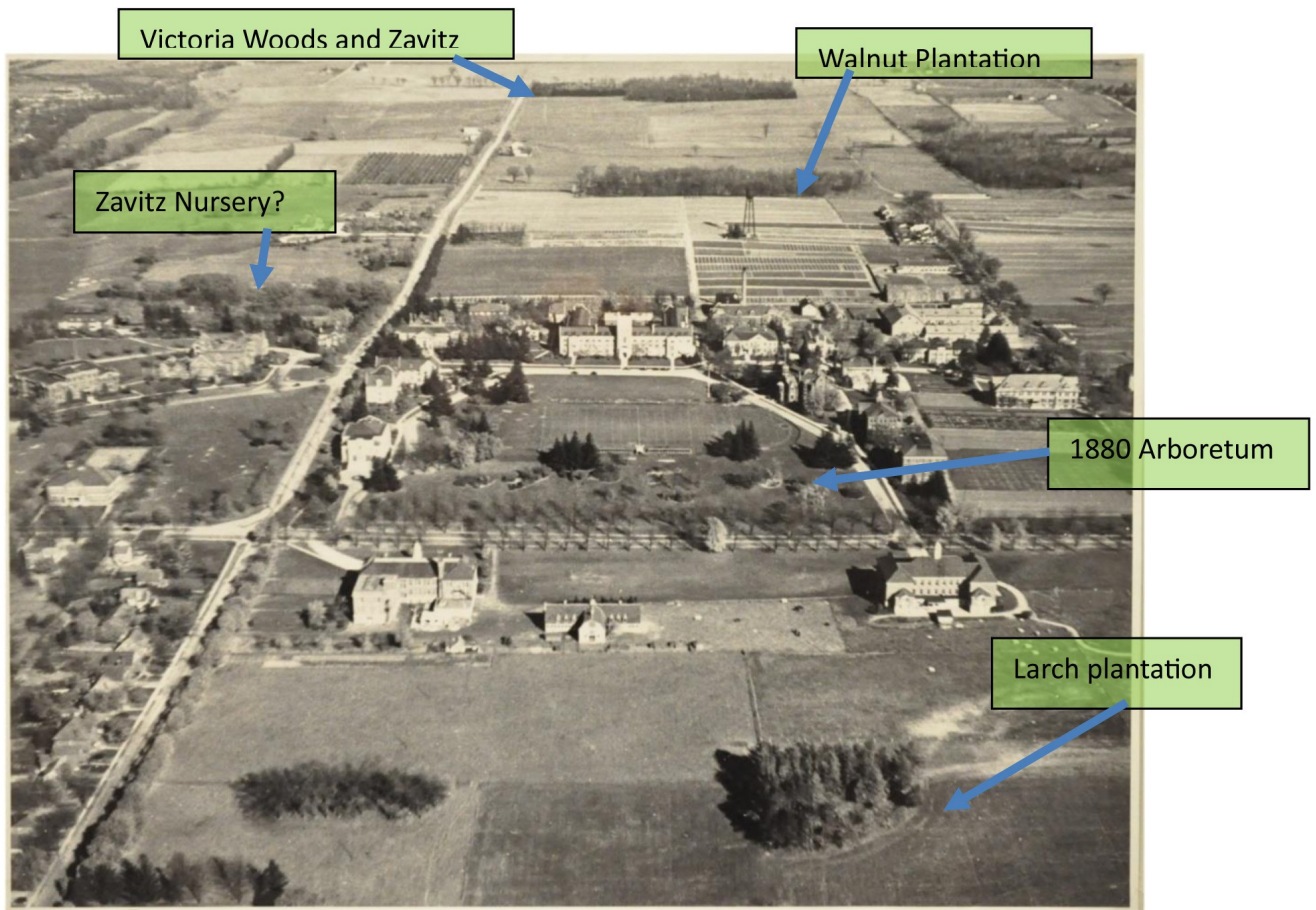 Victoria Woods and Zavitz
Walnut Plantation
Zavitz Nursery?
1880 Arboretum
Larch plantation